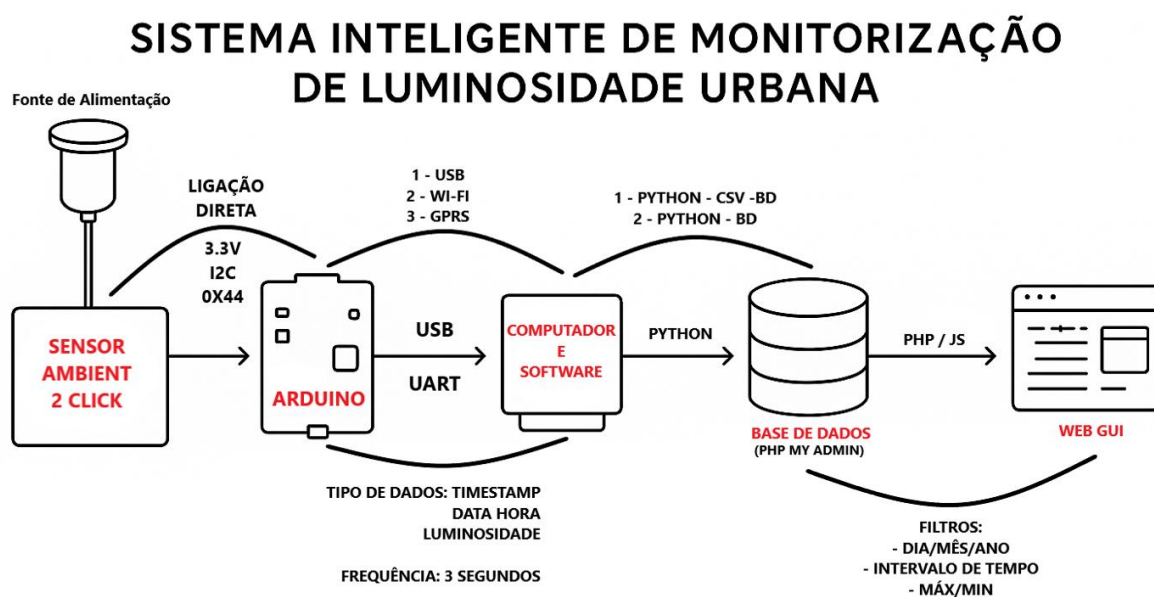 SISTEMA INTELIGENTE DE MONITORIZAÇÃO
DE LUMINOSIDADE URBANA
Fonte de Alimentação
LIGAÇÃO
DIRETA
3.3V
I2C
0X44
1 - USB
2 - WI-FI
3 - GPRS
1 - PYTHON - CSV -BD
2 - PYTHON - BD
SENSOR
AMBIENT
2 CLICK
ARDUINO
USB
UART
COMPUTADOR
E
SOFTWARE
PYTHON
BASE DE DADOS
(PHP MY ADMIN)
PHP / JS
WEB GUI
TIPO DE DADOS: TIMESTAMP
DATA HORA
LUMINOSIDADE
FREQUÊNCIA: 3 SEGUNDOS
FILTROS:
- DIA/MÊS/ANO
- INTERVALO DE TEMPO
- MÁX/MIN